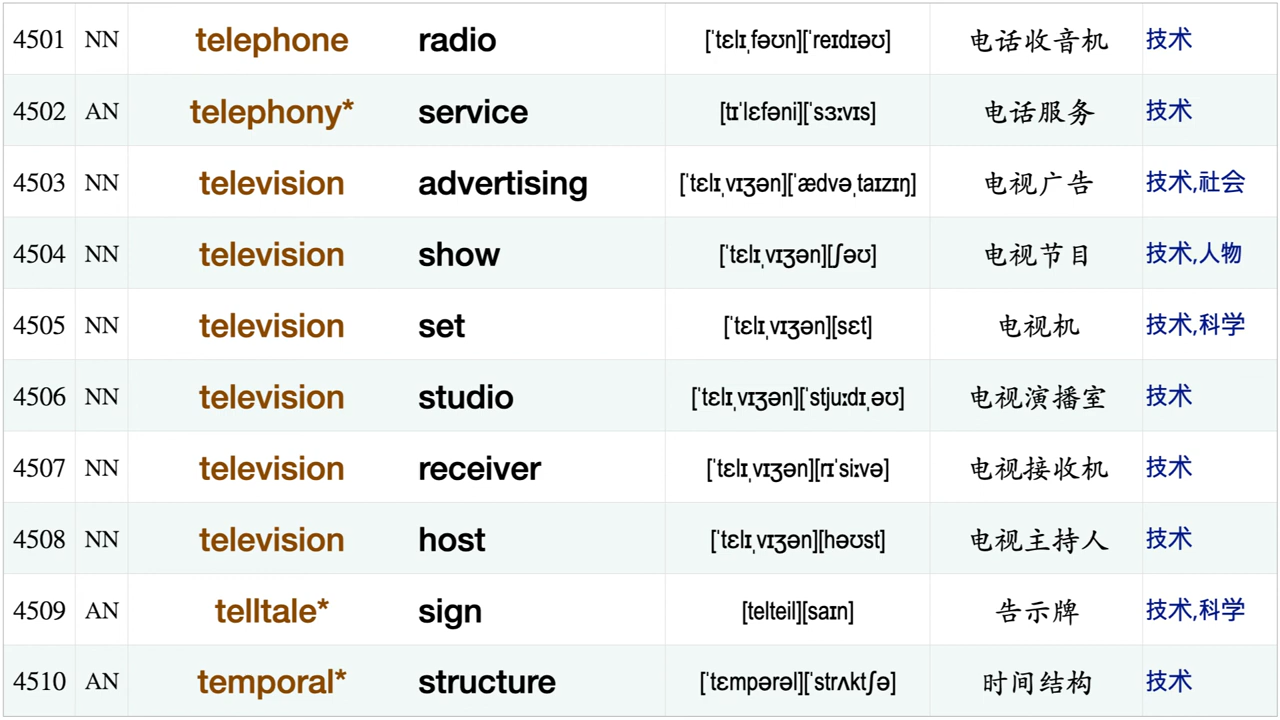 4501 NN telephone radio [ˈtɛlɪˌfəʊn][ˈreɪdɪəʊ] 电话收音机 技术
4502 AN telephony* service [tɪˈlɛfəni][ˈsɜːvɪs] 电话服务 技术
4503 NN television advertising [ˈtɛlɪˌvɪʒən][ˈædvəˌtaɪzɪŋ] 电视广告 技术,社会
4504 NN television show [ˈtɛlɪˌvɪʒən][ʃəʊ] 电视节目 技术,人物
4505 NN television set [ˈtɛlɪˌvɪʒən][sɛt] 电视机 技术,科学
4506 NN television studio [ˈtɛlɪˌvɪʒən][ˈstjuːdɪˌəʊ] 电视演播室 技术
4507 NN television receiver [ˈtɛlɪˌvɪʒən][rɪˈsiːvə] 电视接收机 技术
4508 NN television host [ˈtɛlɪˌvɪʒən][həʊst] 电视主持人 技术
4509 AN telltale* sign [telteil][saɪn] 告示牌 技术,科学
4510 AN temporal* structure [ˈtɛmpərəl][ˈstrʌktʃə] 时间结构 技术